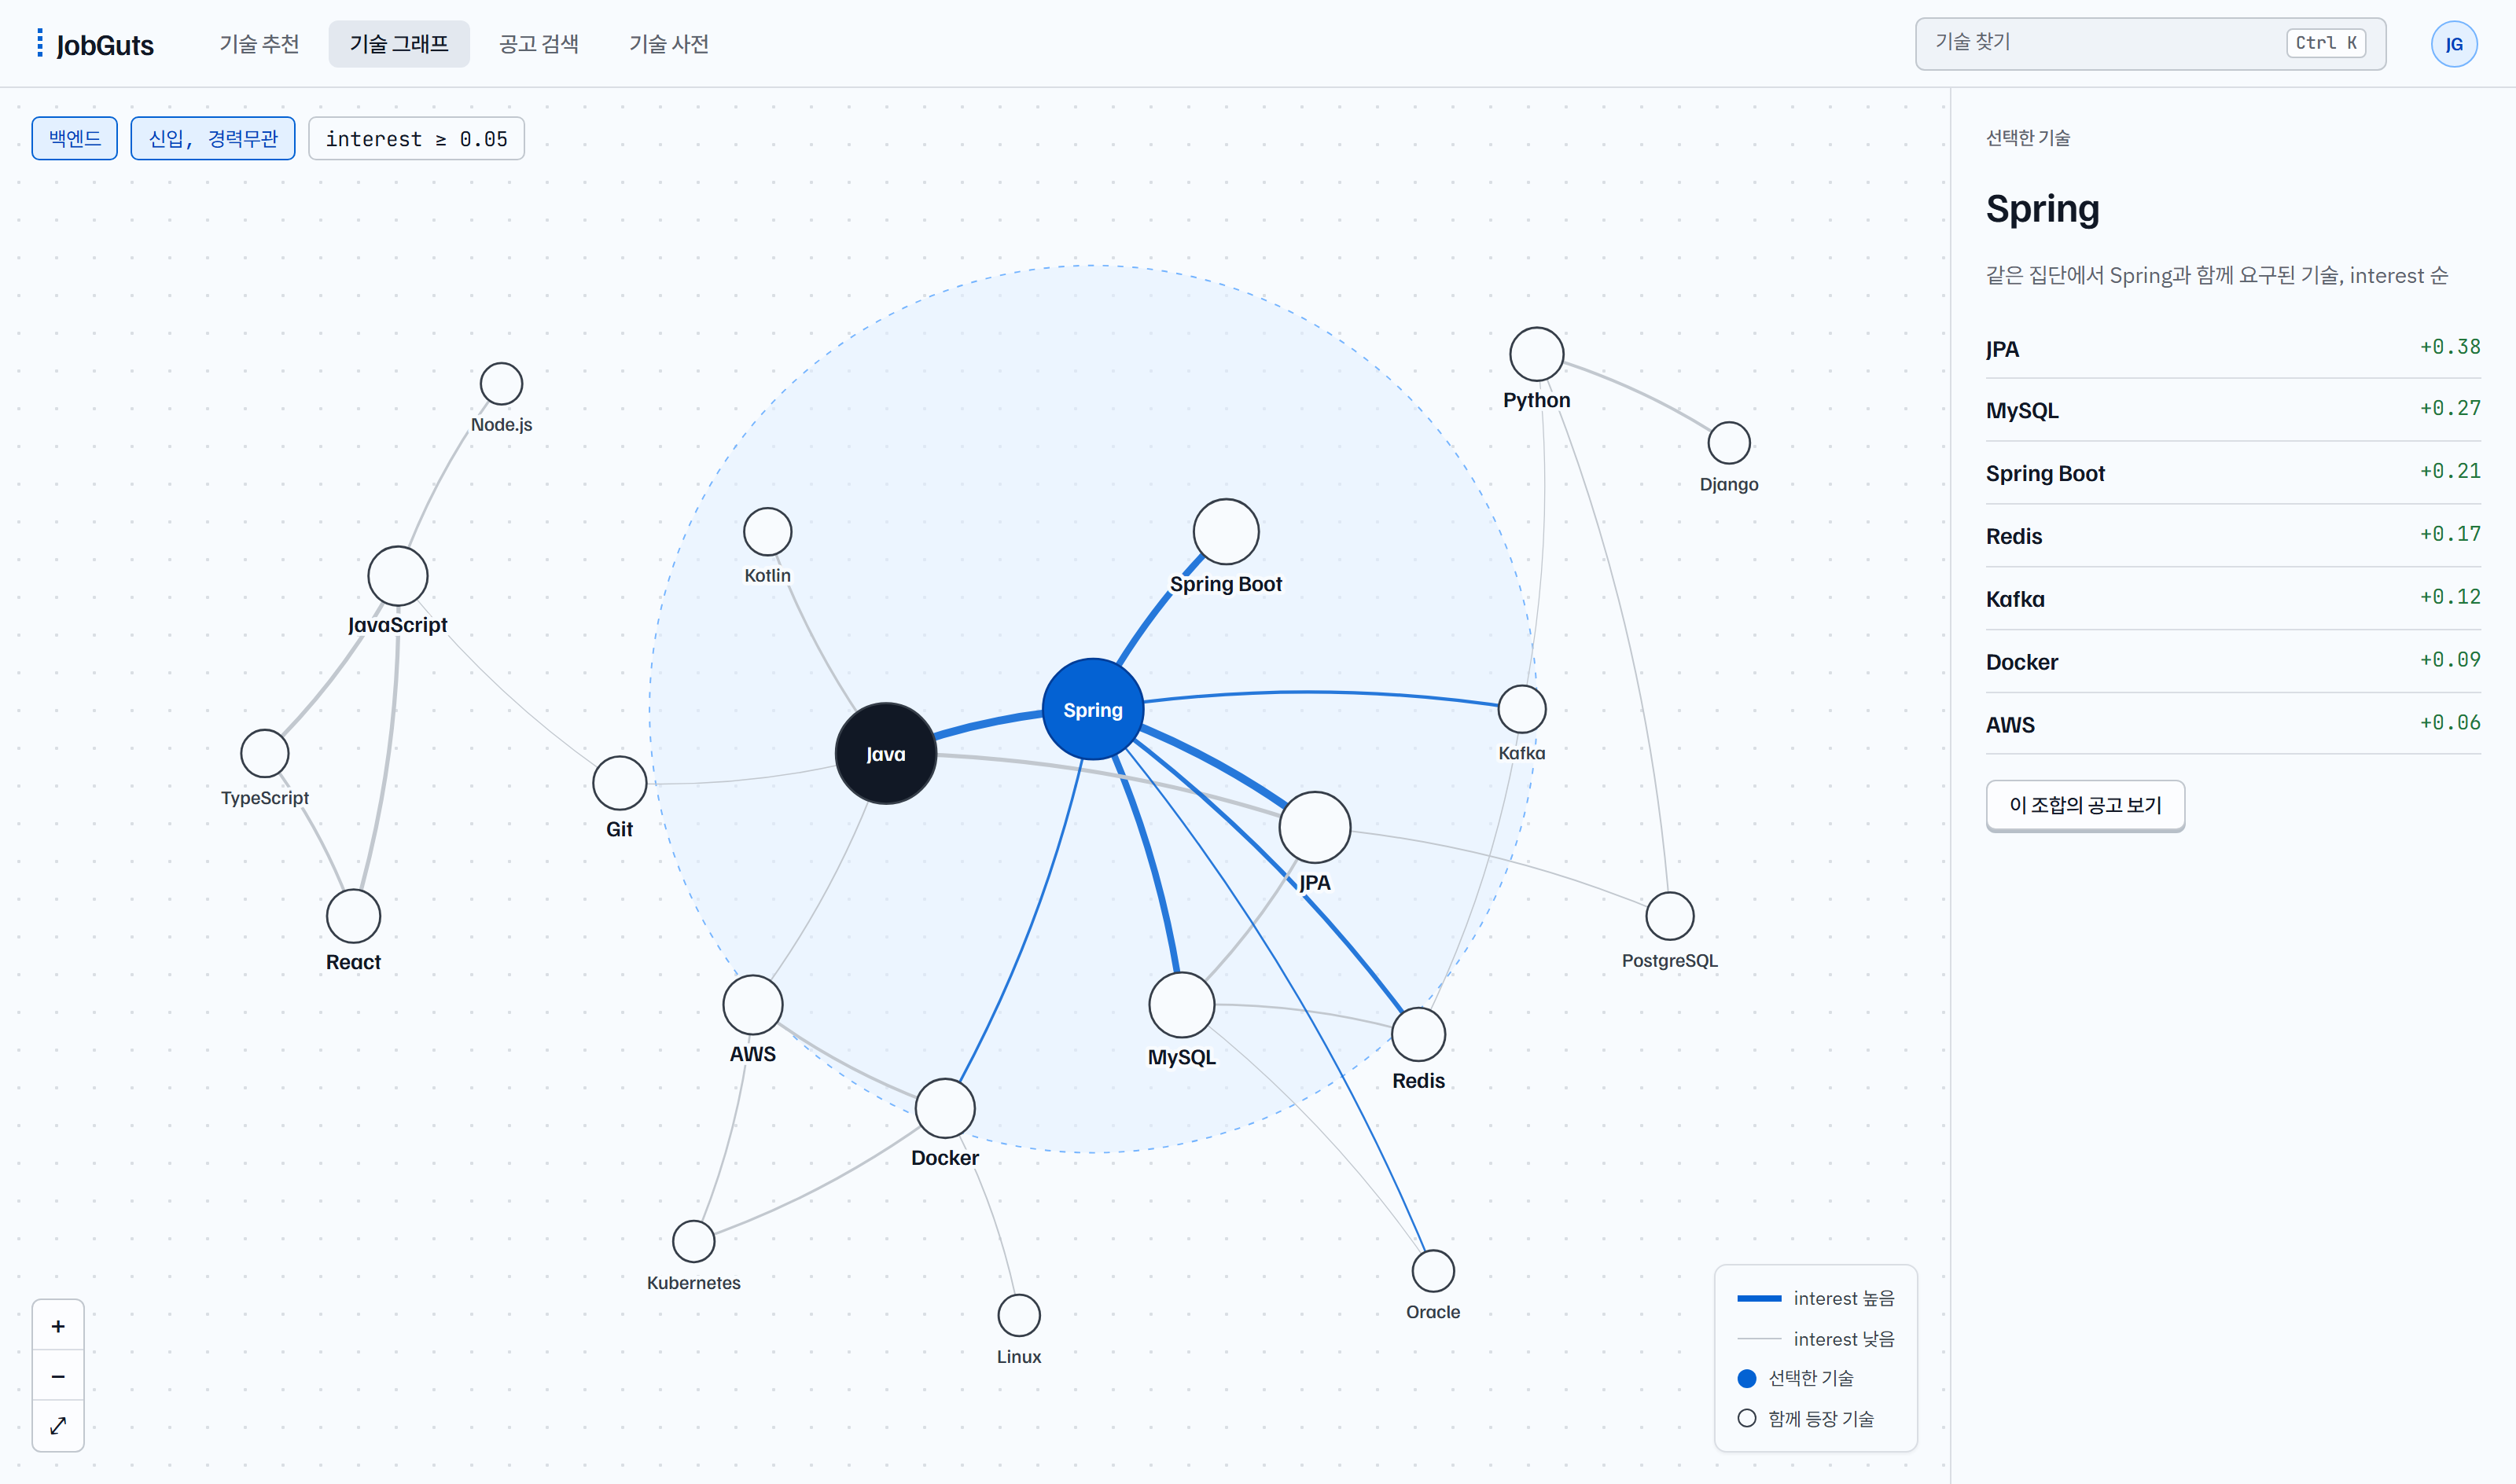 JobGuts
기술 추천
기술 그래프
공고 검색
기술 사전
기술 찾기
Ctrl K
JG
백엔드
신입, 경력무관
interest ≥ 0.05
Node.js
JavaScript
TypeScript
React
Git
Kotlin
Java
Spring
Spring Boot
Kafka
JPA
MySQL
Redis
AWS
Docker
Kubernetes
Linux
Oracle
Python
Django
PostgreSQL
+
−
interest 높음
interest 낮음
선택한 기술
함께 등장 기술
선택한 기술
Spring
같은 집단에서 Spring과 함께 요구된 기술, interest 순
JPA +0.38
MySQL +0.27
Spring Boot +0.21
Redis +0.17
Kafka +0.12
Docker +0.09
AWS +0.06
이 조합의 공고 보기